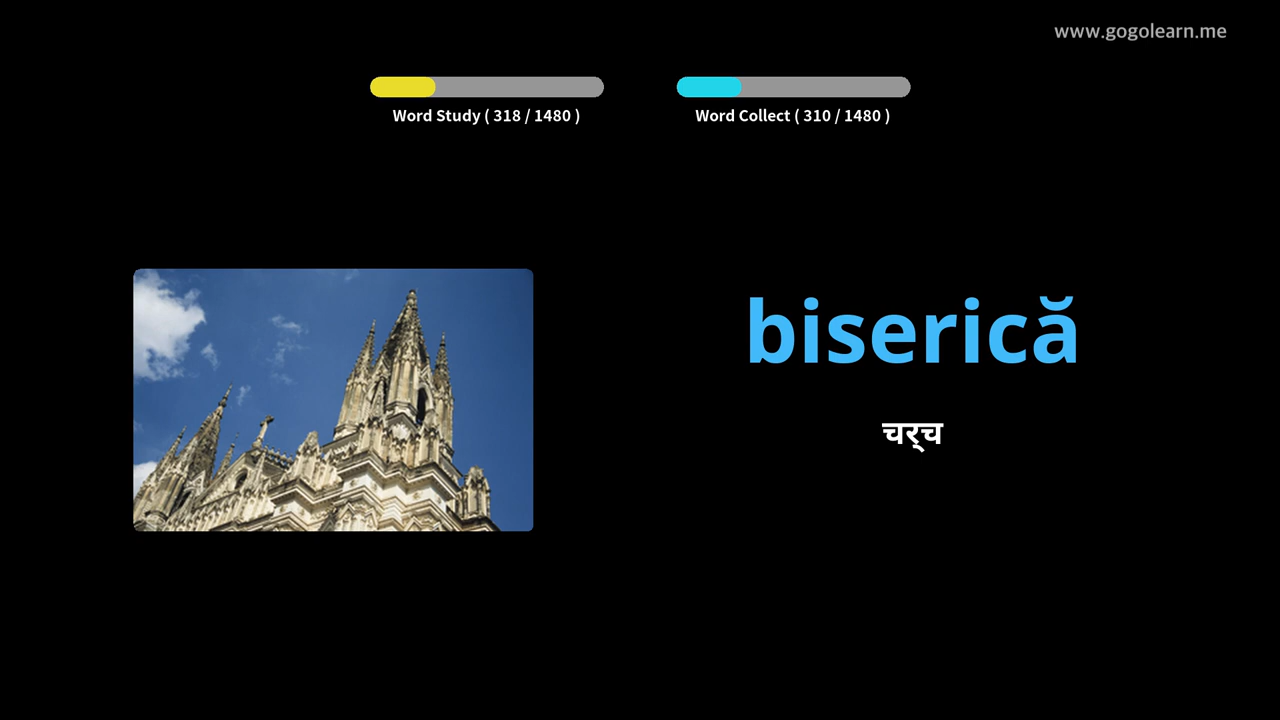 www.gogolearn.me
Word Study ( 318 / 1480 )
Word Collect ( 310 / 1480 )
biserică
चर्‌च